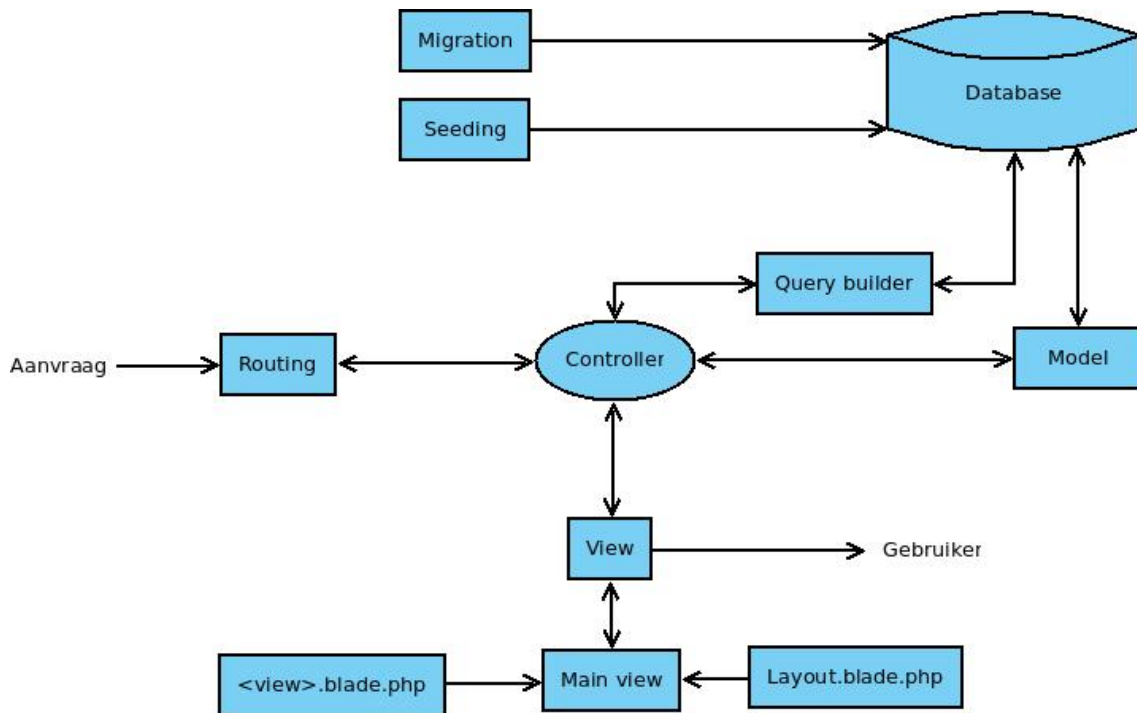 Migration
Database
Seeding
Query builder
Aanvraag
Routing
Controller
Model
View
Gebruiker
<view>.blade.php
Main view
Layout.blade.php